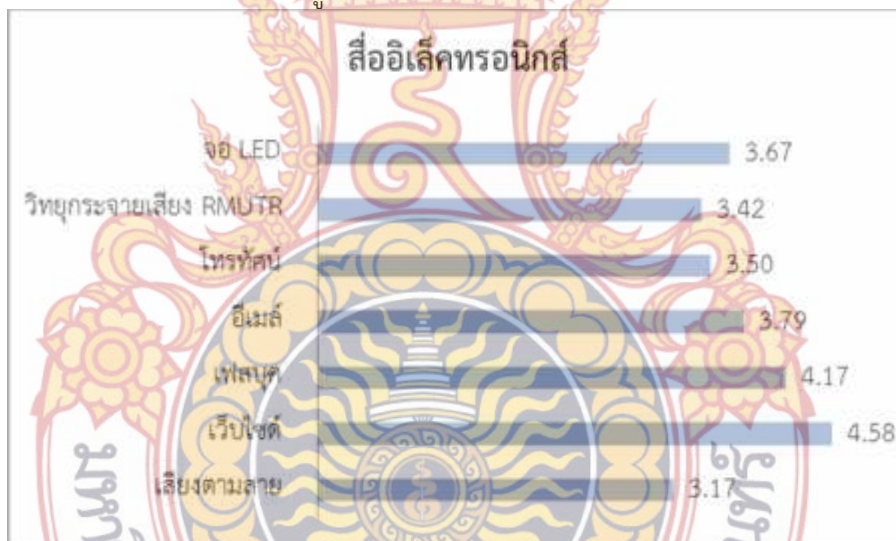 สื่ออิเล็คทรอนิกส์
จอ LED 3.67
วิทยุกระจายเสียง RMUTR 3.42
โทรทัศน์ 3.50
อีเมล์ 3.79
เฟสบุค 4.17
เว็บไซต์ 4.58
เสียงตามสาย 3.17